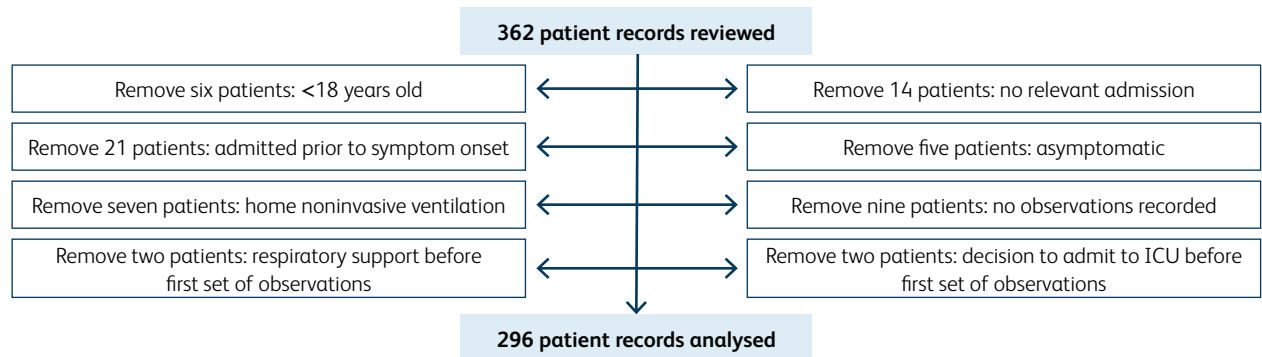 362 patient records reviewed
Remove six patients: <18 years old
Remove 14 patients: no relevant admission
Remove 21 patients: admitted prior to symptom onset
Remove five patients: asymptomatic
Remove seven patients: home noninvasive ventilation
Remove nine patients: no observations recorded
Remove two patients: respiratory support before
first set of observations
Remove two patients: decision to admit to ICU before
first set of observations
296 patient records analysed